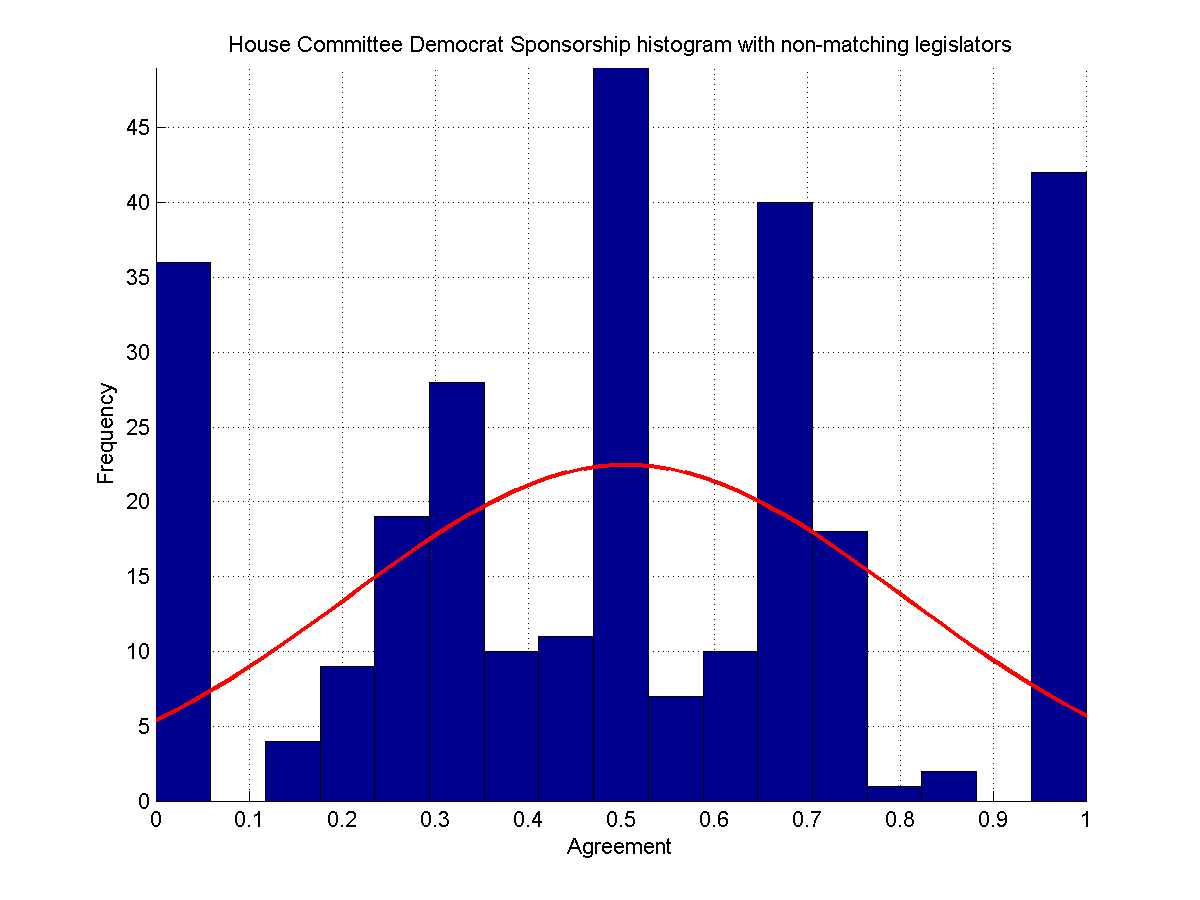 House Committee Democrat Sponsorship histogram with non-matching legislators
45
40
35
30
25
20
15
10
5
0
Frequency
0 0.1 0.2 0.3 0.4 0.5 0.6 0.7 0.8 0.9 1
Agreement